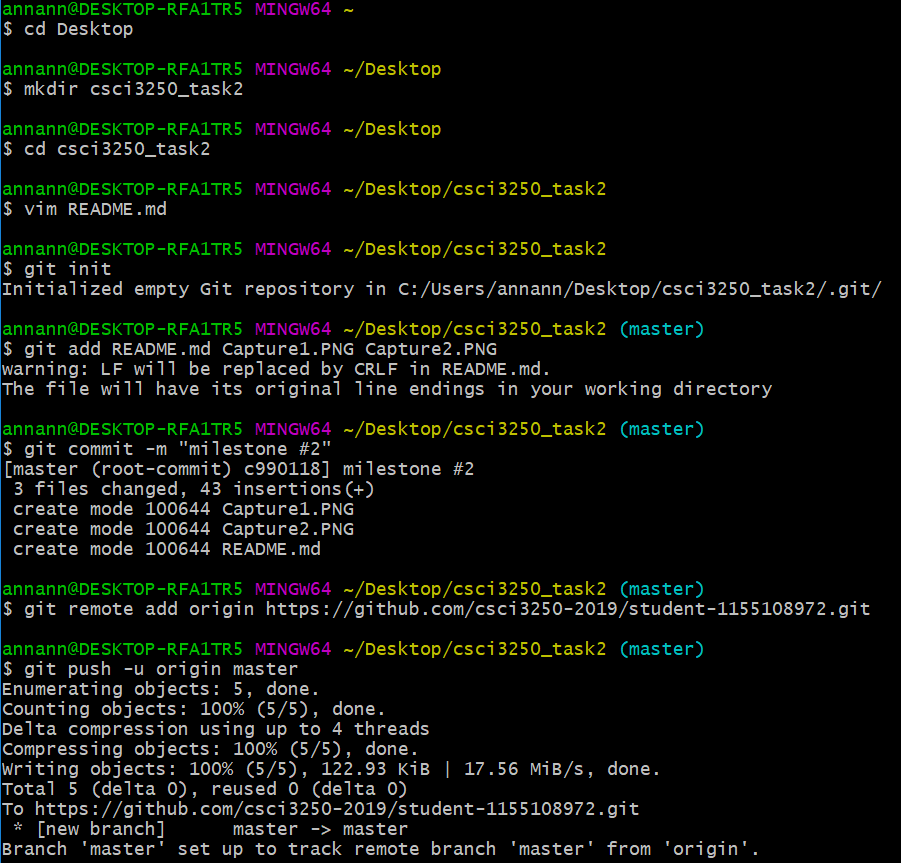 annann@DESKTOP-RFA1TR5 MINGW64 ~
$ cd Desktop
annann@DESKTOP-RFA1TR5 MINGW64 ~/Desktop
$ mkdir csci3250_task2
annann@DESKTOP-RFA1TR5 MINGW64 ~/Desktop
$ cd csci3250_task2
annann@DESKTOP-RFA1TR5 MINGW64 ~/Desktop/csci3250_task2
$ vim README.md
annann@DESKTOP-RFA1TR5 MINGW64 ~/Desktop/csci3250_task2
$ git init
Initialized empty Git repository in C:/Users/annann/Desktop/csci3250_task2/.git/
annann@DESKTOP-RFA1TR5 MINGW64 ~/Desktop/csci3250_task2 (master)
$ git add README.md Capture1.PNG Capture2.PNG
warning: LF will be replaced by CRLF in README.md.
The file will have its original line endings in your working directory
annann@DESKTOP-RFA1TR5 MINGW64 ~/Desktop/csci3250_task2 (master)
$ git commit -m "milestone #2"
[master (root-commit) c990118] milestone #2
 3 files changed, 43 insertions(+)
 create mode 100644 Capture1.PNG
 create mode 100644 Capture2.PNG
 create mode 100644 README.md
annann@DESKTOP-RFA1TR5 MINGW64 ~/Desktop/csci3250_task2 (master)
$ git remote add origin https://github.com/csci3250-2019/student-1155108972.git
annann@DESKTOP-RFA1TR5 MINGW64 ~/Desktop/csci3250_task2 (master)
$ git push -u origin master
Enumerating objects: 5, done.
Counting objects: 100% (5/5), done.
Delta compression using up to 4 threads
Compressing objects: 100% (5/5), done.
Writing objects: 100% (5/5), 122.93 KiB | 17.56 MiB/s, done.
Total 5 (delta 0), reused 0 (delta 0)
To https://github.com/csci3250-2019/student-1155108972.git
 * [new branch]      master -> master
Branch 'master' set up to track remote branch 'master' from 'origin'.